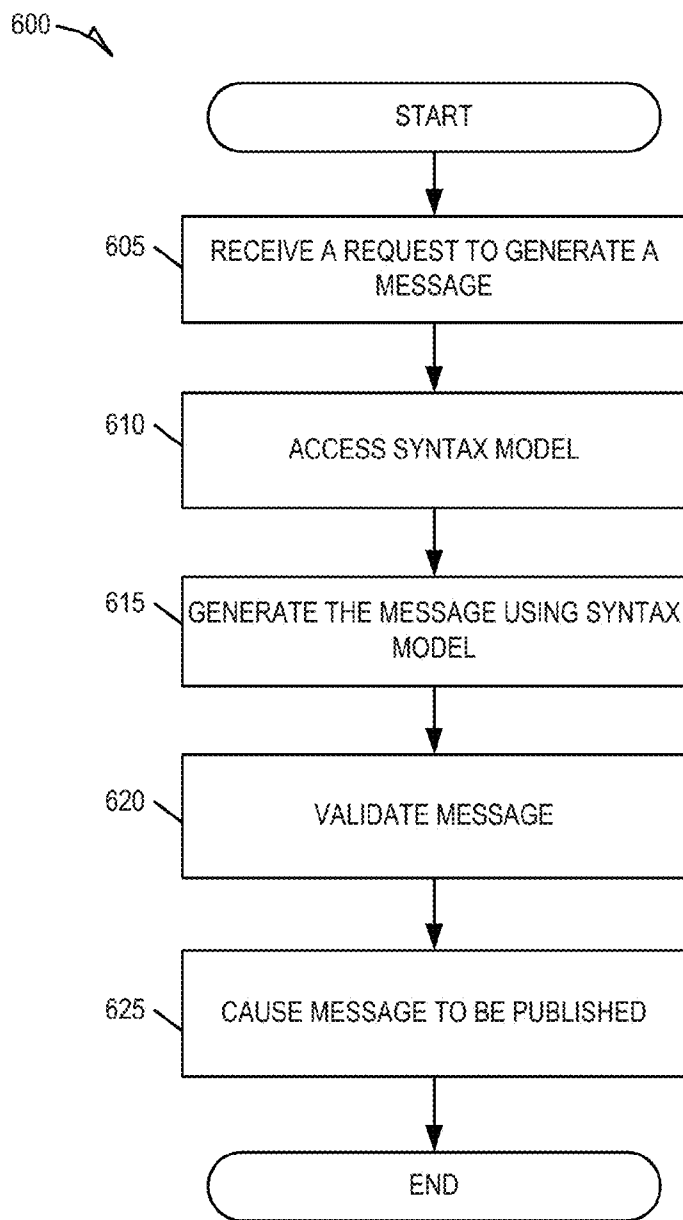 600
START
605
RECEIVE A REQUEST TO GENERATE A
MESSAGE
610
ACCESS SYNTAX MODEL
615
GENERATE THE MESSAGE USING SYNTAX
MODEL
620
VALIDATE MESSAGE
625
CAUSE MESSAGE TO BE PUBLISHED
END